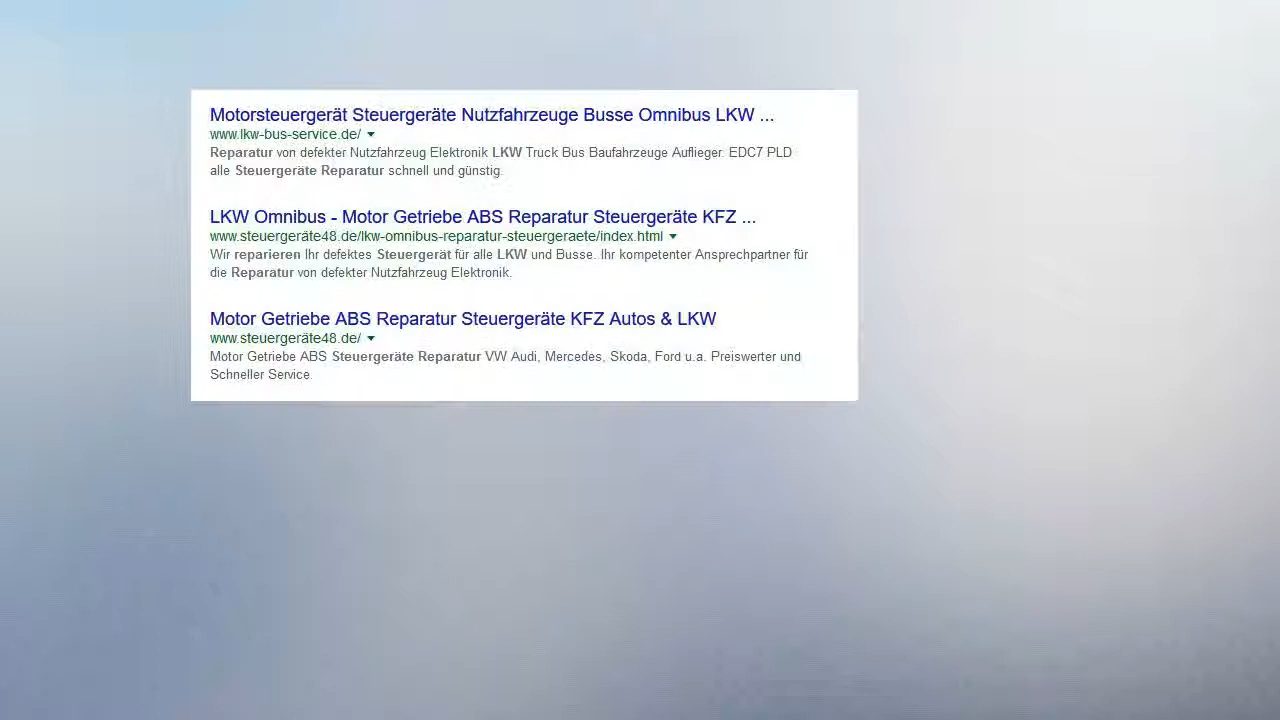 Motorsteuergerät Steuergeräte Nutzfahrzeuge Busse Omnibus LKW ...
www.lkw-bus-service.de/
Reparatur von defekter Nutzfahrzeug Elektronik LKW Truck Bus Baufahrzeuge Auflieger. EDC7 PLD
alle Steuergeräte Reparatur schnell und günstig.
LKW Omnibus - Motor Getriebe ABS Reparatur Steuergeräte KFZ ...
www.steuergeräte48.de/lkw-omnibus-reparatur-steuergeraete/index.html
Wir reparieren Ihr defektes Steuergerät für alle LKW und Busse. Ihr kompetenter Ansprechpartner für
die Reparatur von defekter Nutzfahrzeug Elektronik.
Motor Getriebe ABS Reparatur Steuergeräte KFZ Autos & LKW
www.steuergeräte48.de/
Motor Getriebe ABS Steuergeräte Reparatur VW Audi, Mercedes, Skoda, Ford u.a. Preiswerter und
Schneller Service.